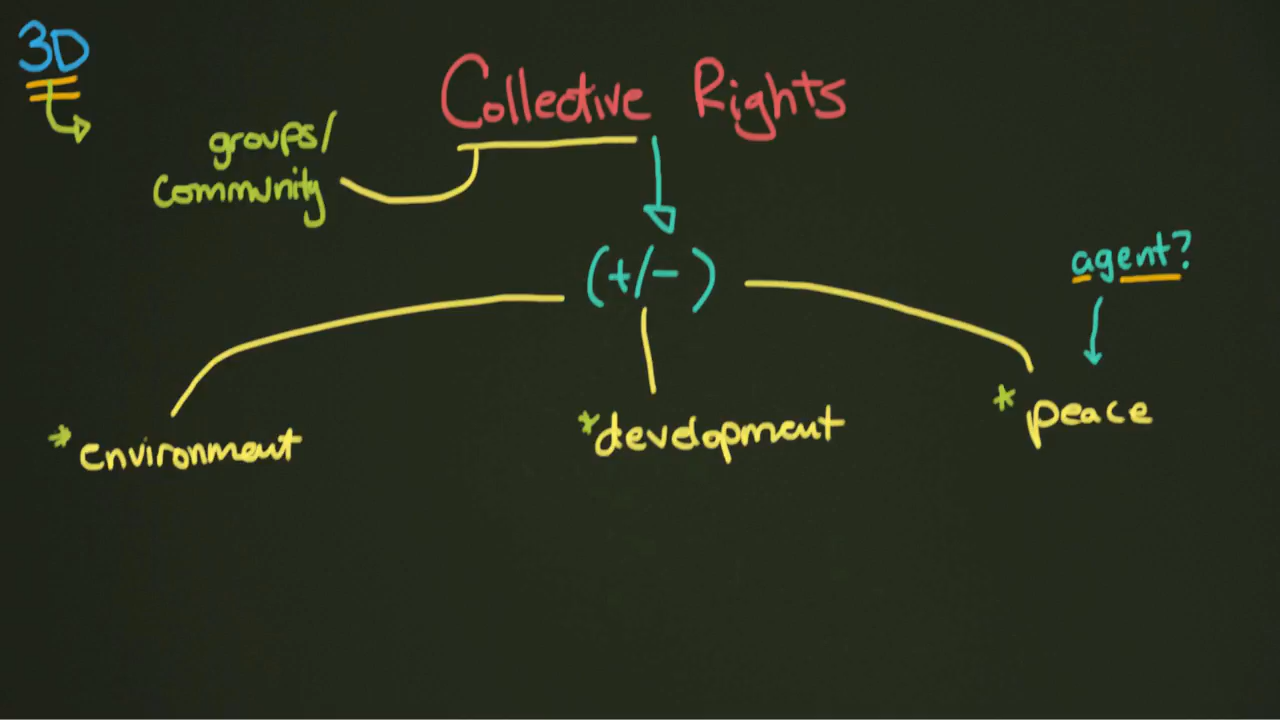 3D
Collective Rights
groups/
community
(+/-)
agent?
*environment
*development
*peace